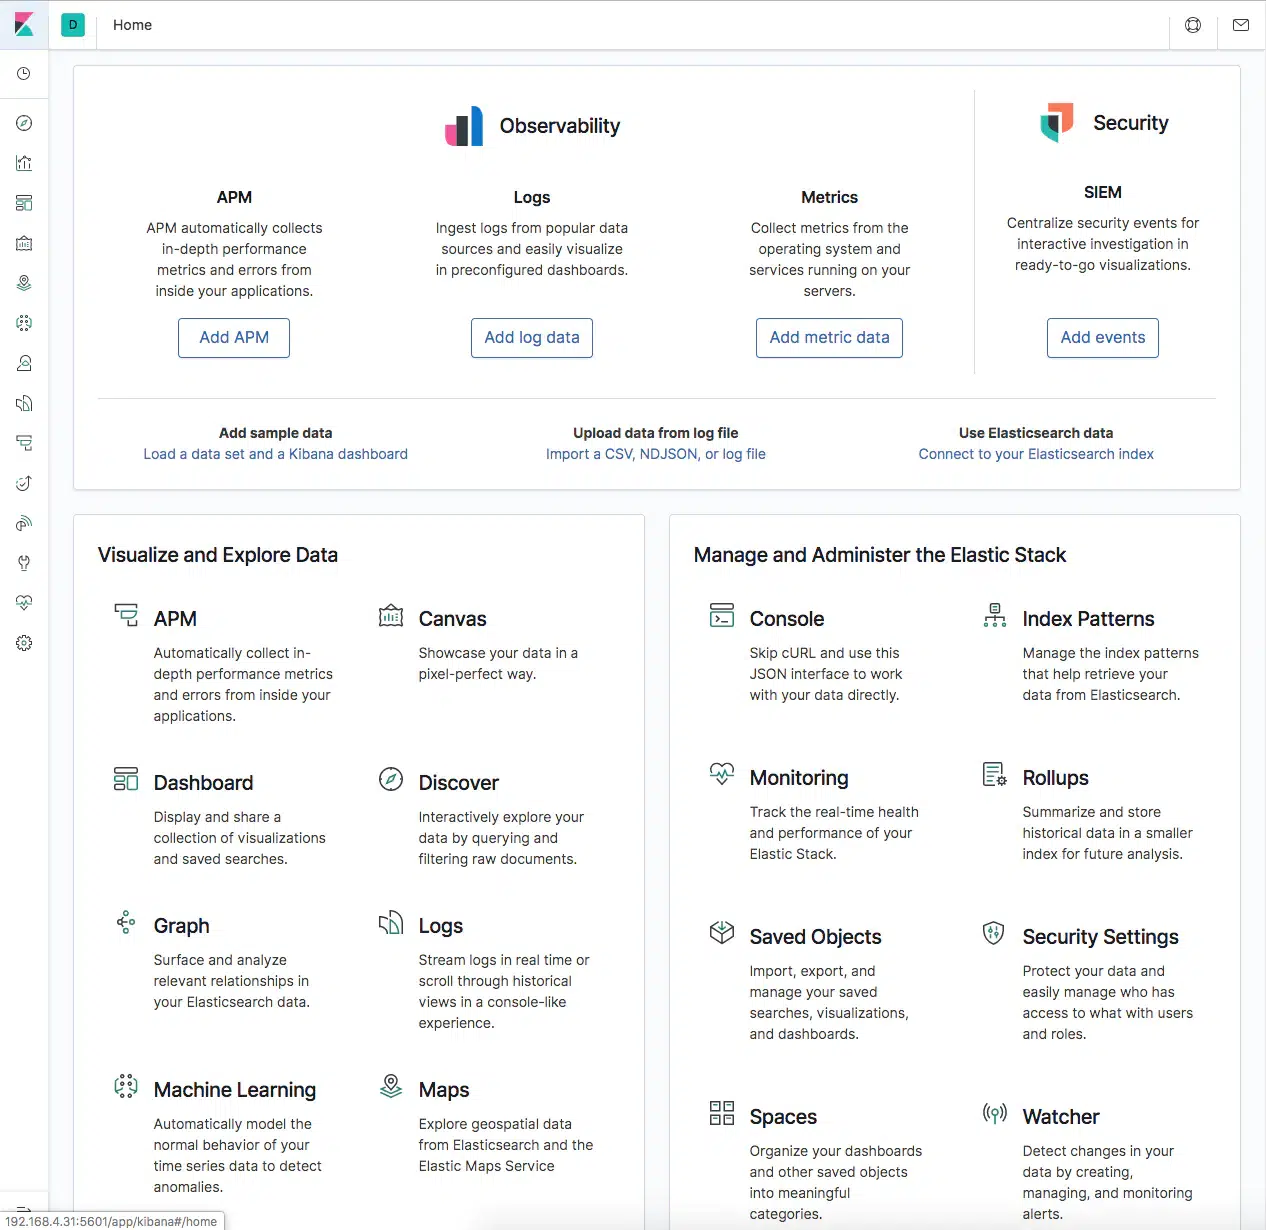 D
Home
Observability
Security
APM
APM automatically collects
in-depth performance
metrics and errors from
inside your applications.
Add APM
Logs
Ingest logs from popular data
sources and easily visualize
in preconfigured dashboards.
Add log data
Metrics
Collect metrics from the
operating system and
services running on your
servers.
Add metric data
SIEM
Centralize security events for
interactive investigation in
ready-to-go visualizations.
Add events
Add sample data
Load a data set and a Kibana dashboard
Upload data from log file
Import a CSV, NDJSON, or log file
Use Elasticsearch data
Connect to your Elasticsearch index
Visualize and Explore Data
APM
Automatically collect in-
depth performance metrics
and errors from inside your
applications.
Canvas
Showcase your data in a
pixel-perfect way.
Dashboard
Display and share a
collection of visualizations
and saved searches.
Discover
Interactively explore your
data by querying and
filtering raw documents.
Graph
Surface and analyze
relevant relationships in
your Elasticsearch data.
Logs
Stream logs in real time or
scroll through historical
views in a console-like
experience.
Machine Learning
Automatically model the
normal behavior of your
time series data to detect
anomalies.
Maps
Explore geospatial data
from Elasticsearch and the
Elastic Maps Service
Manage and Administer the Elastic Stack
Console
Skip cURL and use this
JSON interface to work
with your data directly.
Index Patterns
Manage the index patterns
that help retrieve your
data from Elasticsearch.
Monitoring
Track the real-time health
and performance of your
Elastic Stack.
Rollups
Summarize and store
historical data in a smaller
index for future analysis.
Saved Objects
Import, export, and
manage your saved
searches, visualizations,
and dashboards.
Security Settings
Protect your data and
easily manage who has
access to what with users
and roles.
Spaces
Organize your dashboards
and other saved objects
into meaningful
categories.
Watcher
Detect changes in your
data by creating,
managing, and monitoring
alerts.
192.168.4.31:5601/app/kibana#/home